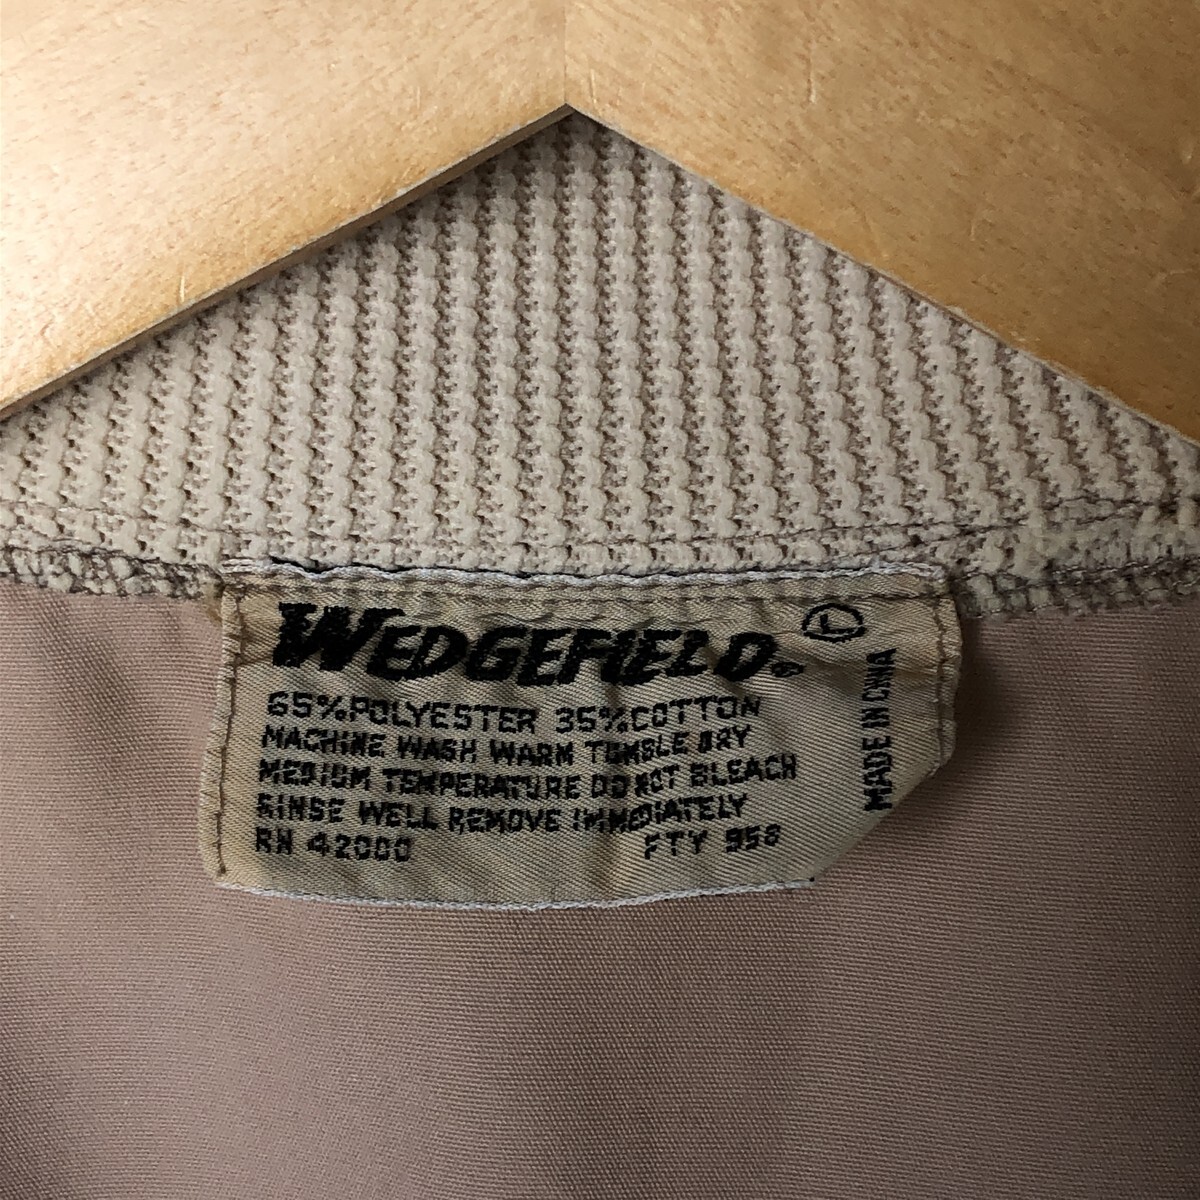 WEDGEFIELD® L
65%POLYESTER 35%COTTON
MACHINE WASH WARM TUMBLE DRY
MEDIUM TEMPERATURE DO NOT BLEACH
RINSE WELL REMOVE IMMEDIATELY
RN 42000 FTY 958
MADE IN CHINA